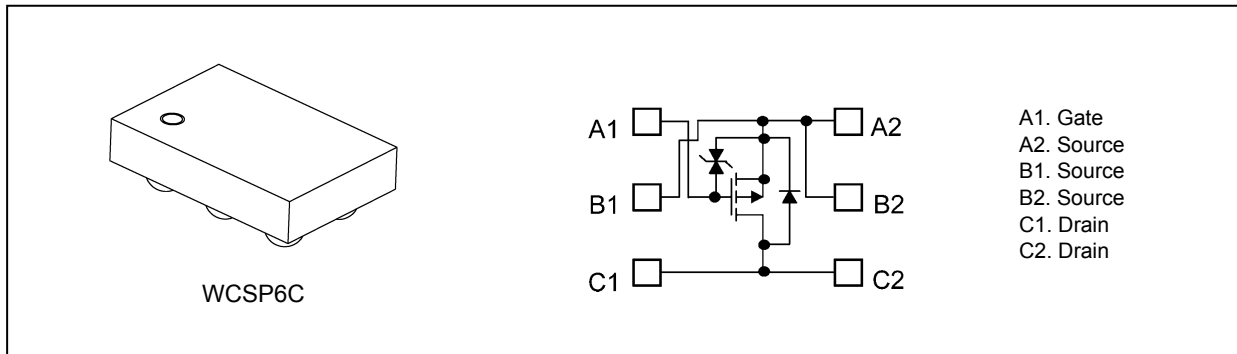 WCSP6C
A1
A2
B1
B2
C1
C2
A1. Gate
A2. Source
B1. Source
B2. Source
C1. Drain
C2. Drain